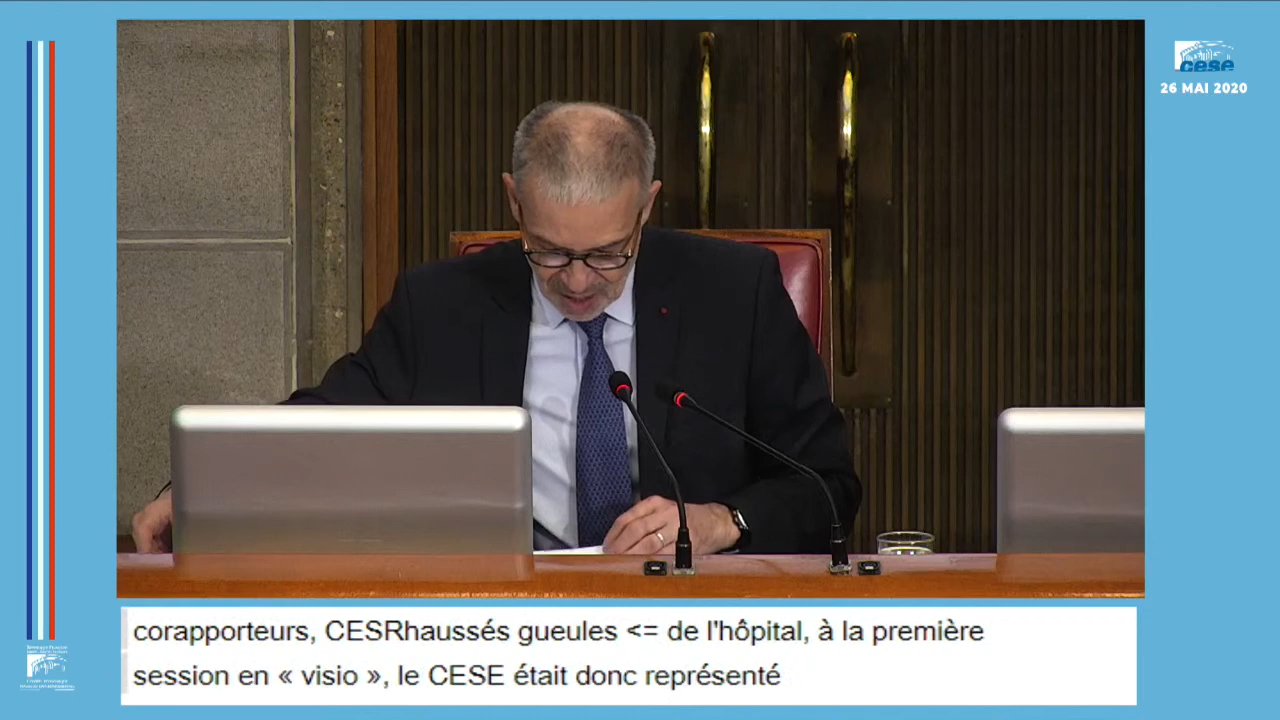 cese
26 MAI 2020
corapporteurs, CESRhaussés gueules <= de l'hôpital, à la première
session en « visio », le CESE était donc représenté